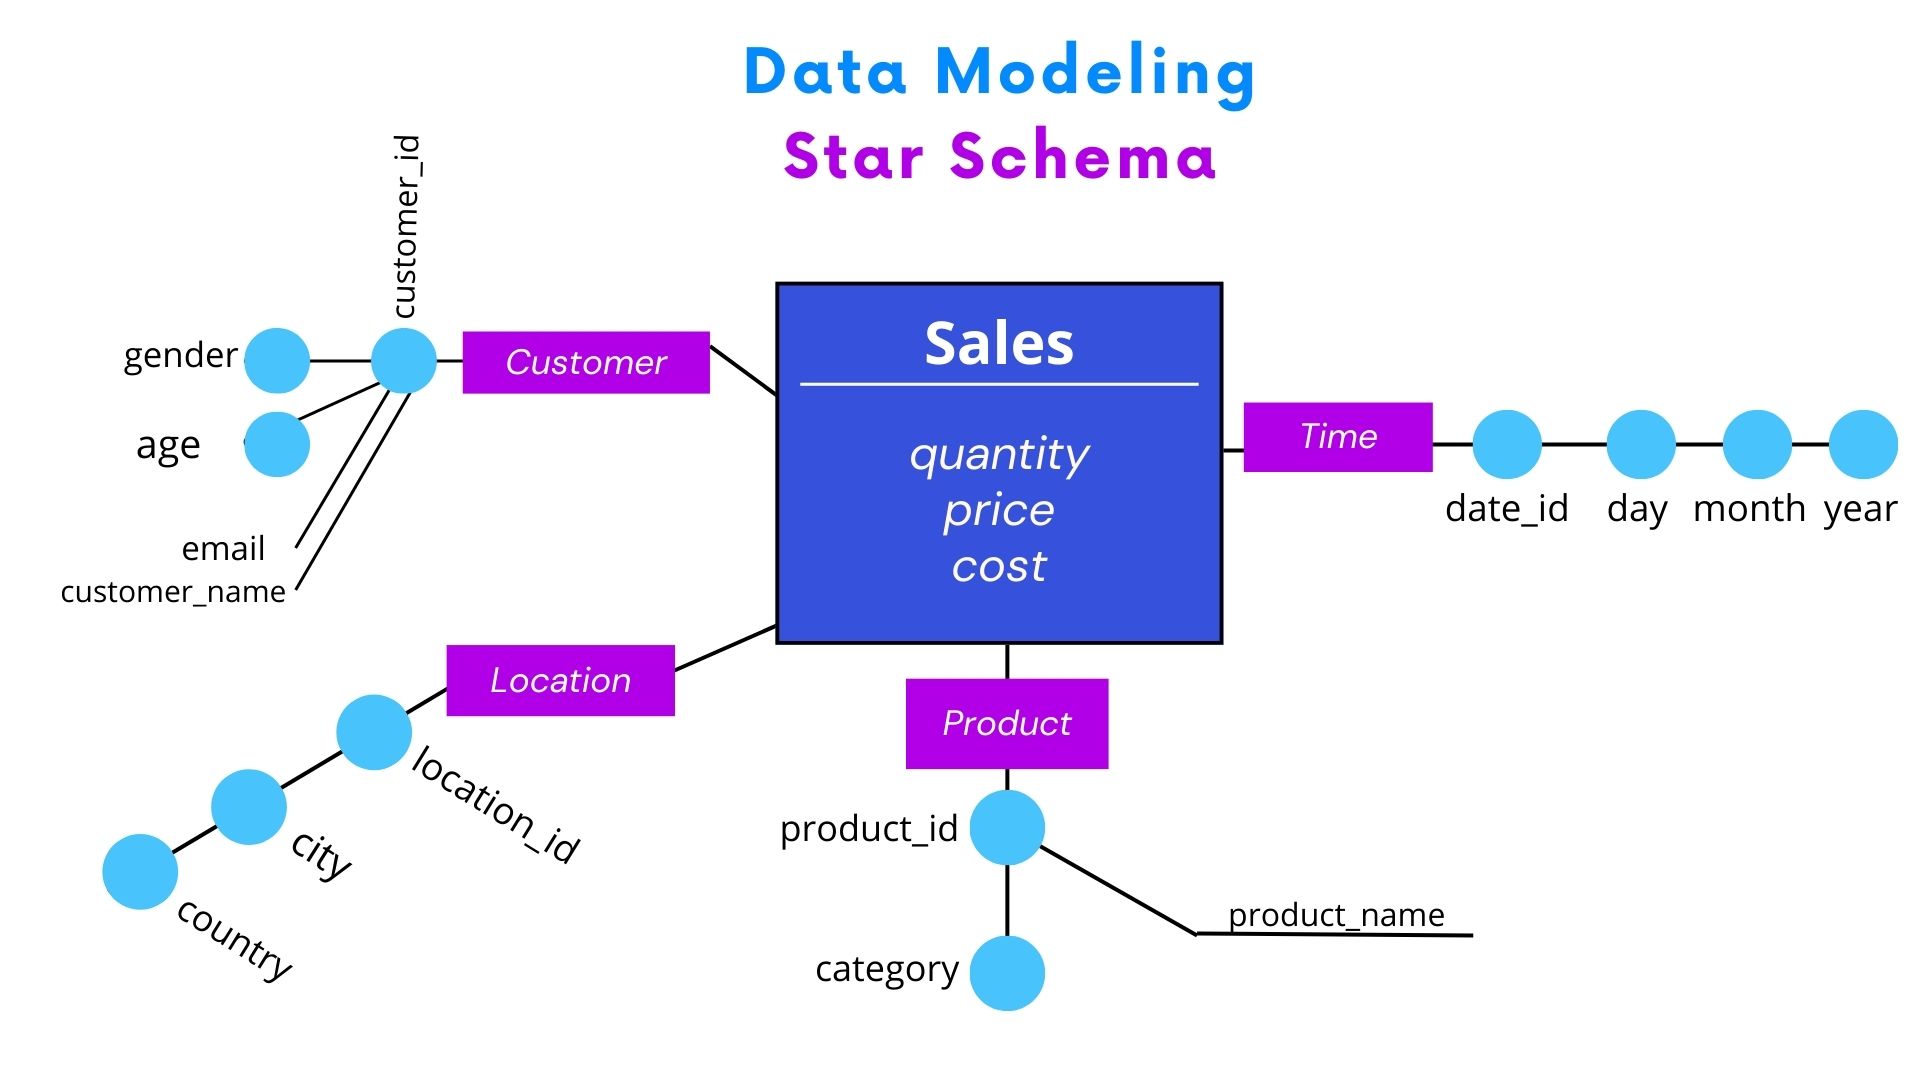 Data Modeling
Star Schema
customer_id
gender
Customer
age
email
customer_name
Sales
quantity
price
cost
Time
date_id
day
month
year
Location
location_id
city
country
Product
product_id
product_name
category